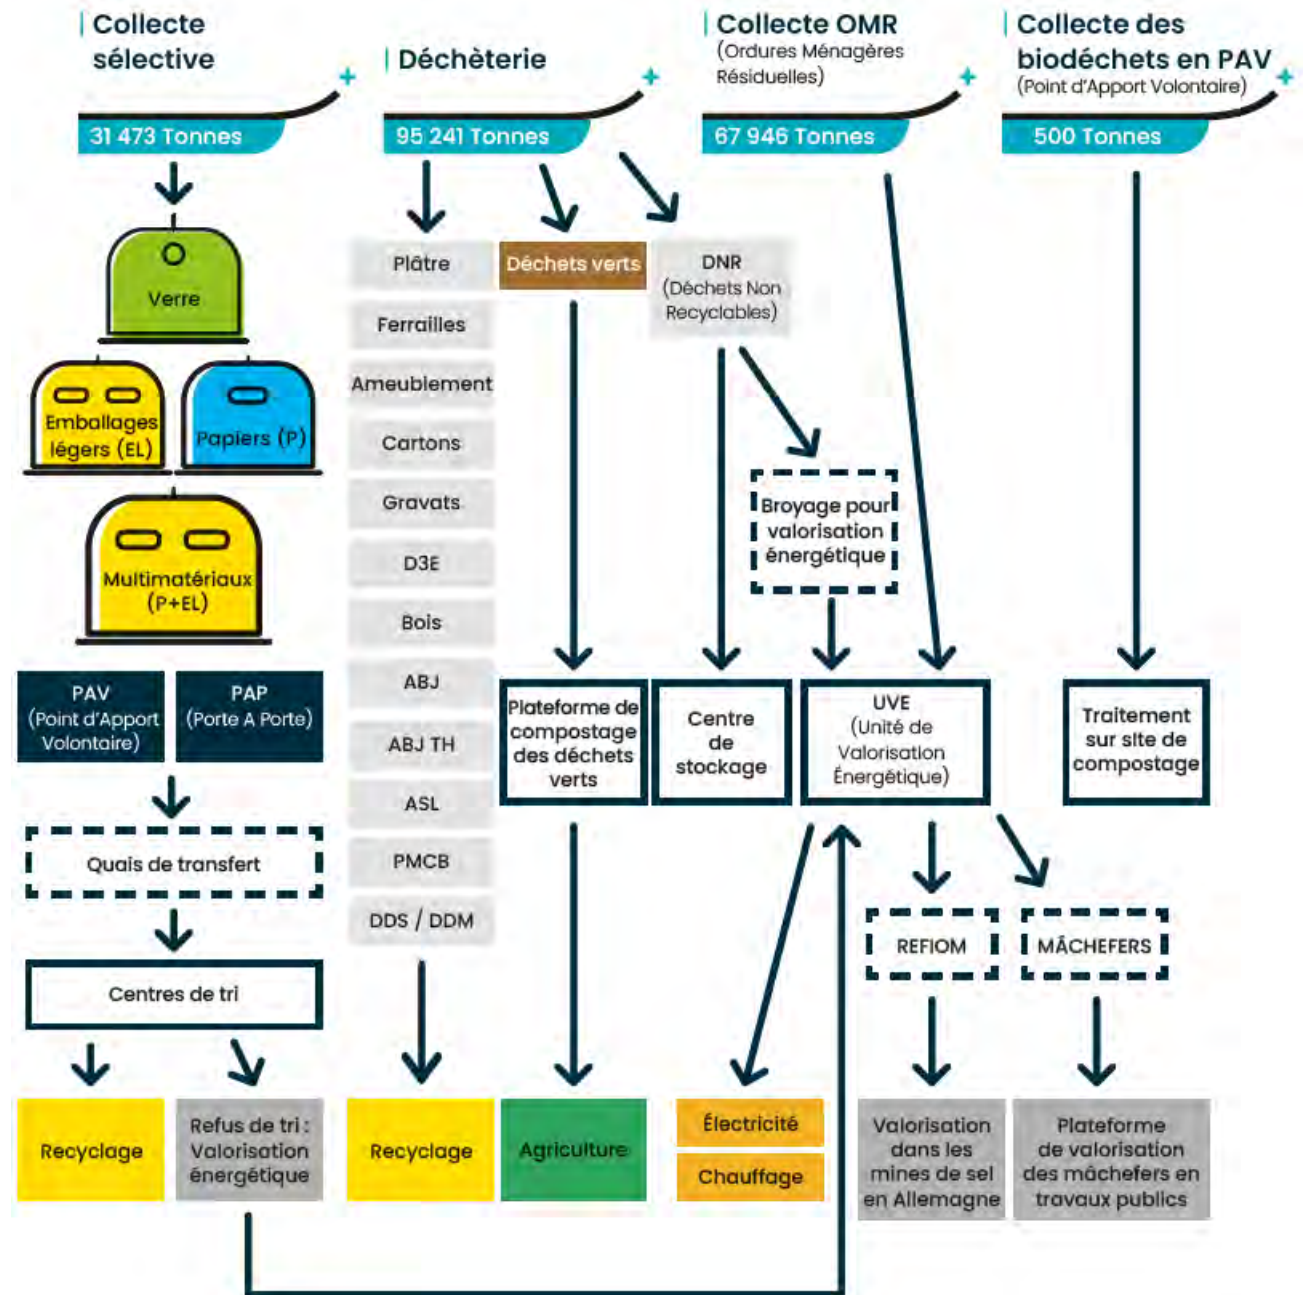 Collecte
sélective
31 473 Tonnes
Déchèterie
95 241 Tonnes
Collecte OMR
(Ordures Ménagères
Résiduelles)
67 946 Tonnes
Collecte des
biodéchets en PAV
(Point d'Apport Volontaire)
500 Tonnes
Verre
Emballages
légers (EL)
Papiers (P)
Multimatériaux
(P+EL)
PAV
(Point d'Apport
Volontaire)
PAP
(Porte A Porte)
Quais de transfert
Centres de tri
Recyclage
Refus de tri :
Valorisation
énergétique
Plâtre
Ferrailles
Ameublement
Cartons
Gravats
D3E
Bois
ABJ
ABJ TH
ASL
PMCB
DDS / DDM
Recyclage
Déchets verts
Plateforme de
compostage
des déchets
verts
Agriculture
DNR
(Déchets Non
Recyclables)
Broyage pour
valorisation
énergétique
Centre
de
stockage
UVE
(Unité de
Valorisation
Énergétique)
Électricité
Chauffage
REFIOM
MÂCHEFERS
Valorisation
dans les
mines de sel
en Allemagne
Plateforme
de valorisation
des mâchefers en
travaux publics
Traitement
sur site de
compostage